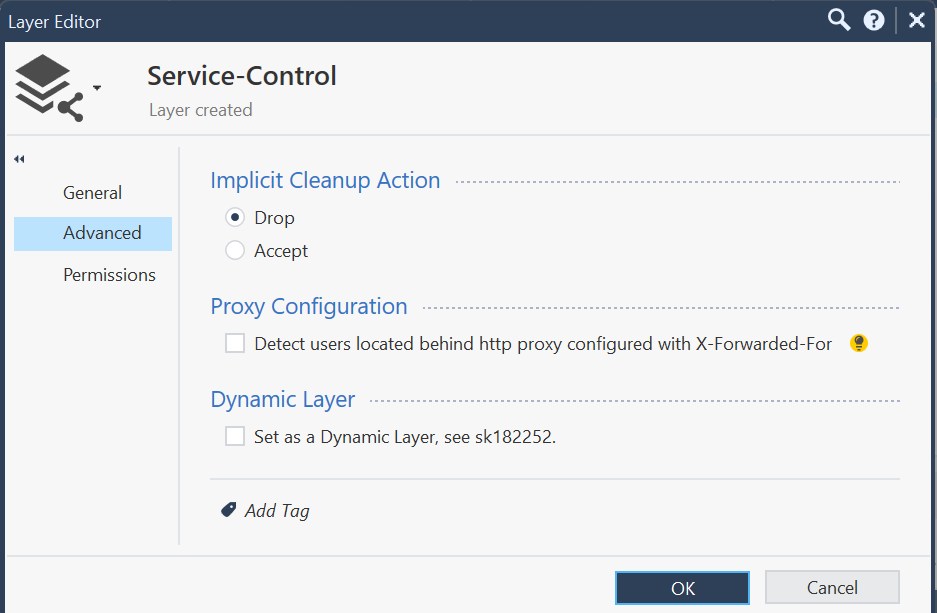 Layer Editor
Service-Control
Layer created
General
Advanced
Permissions
Implicit Cleanup Action
Drop
Accept
Proxy Configuration
Detect users located behind http proxy configured with X-Forwarded-For
Dynamic Layer
Set as a Dynamic Layer, see sk182252.
Add Tag
OK
Cancel